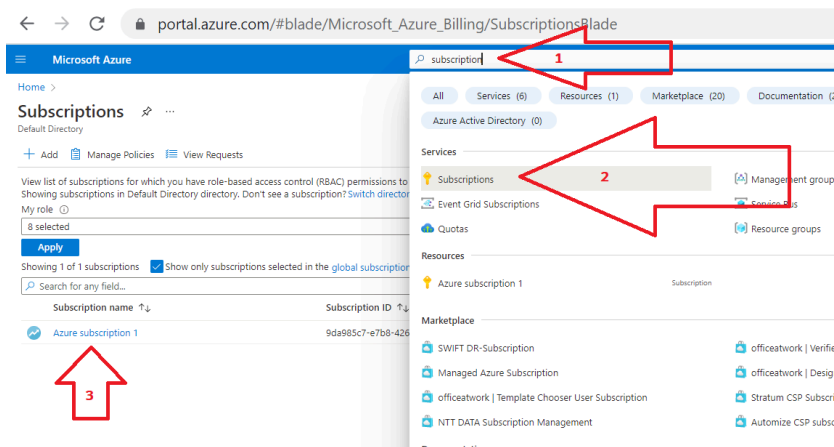 portal.azure.com/#blade/Microsoft_Azure_Billing/SubscriptionsBlade
Microsoft Azure
subscription
1
Home >
Subscriptions
Default Directory
+ Add Manage Policies View Requests
View list of subscriptions for which you have role-based access control (RBAC) permissions to
Showing subscriptions in Default Directory directory. Don't see a subscription? Switch director
My role
8 selected
Apply
Showing 1 of 1 subscriptions Show only subscriptions selected in the global subscription
Search for any field...
Subscription name ↑↓ Subscription ID ↑↓
Azure subscription 1 9da985c7-e7b8-426
3
All Services (6) Resources (1) Marketplace (20) Documentation (2
Azure Active Directory (0)
Services
Subscriptions 2 Management group
Event Grid Subscriptions Service Bus
Quotas Resource groups
Resources
Azure subscription 1 Subscription
Marketplace
SWIFT DR-Subscription officeatwork | Verifie
Managed Azure Subscription officeatwork | Desig
officeatwork | Template Chooser User Subscription Stratum CSP Subscri
NTT DATA Subscription Management Automize CSP subsc